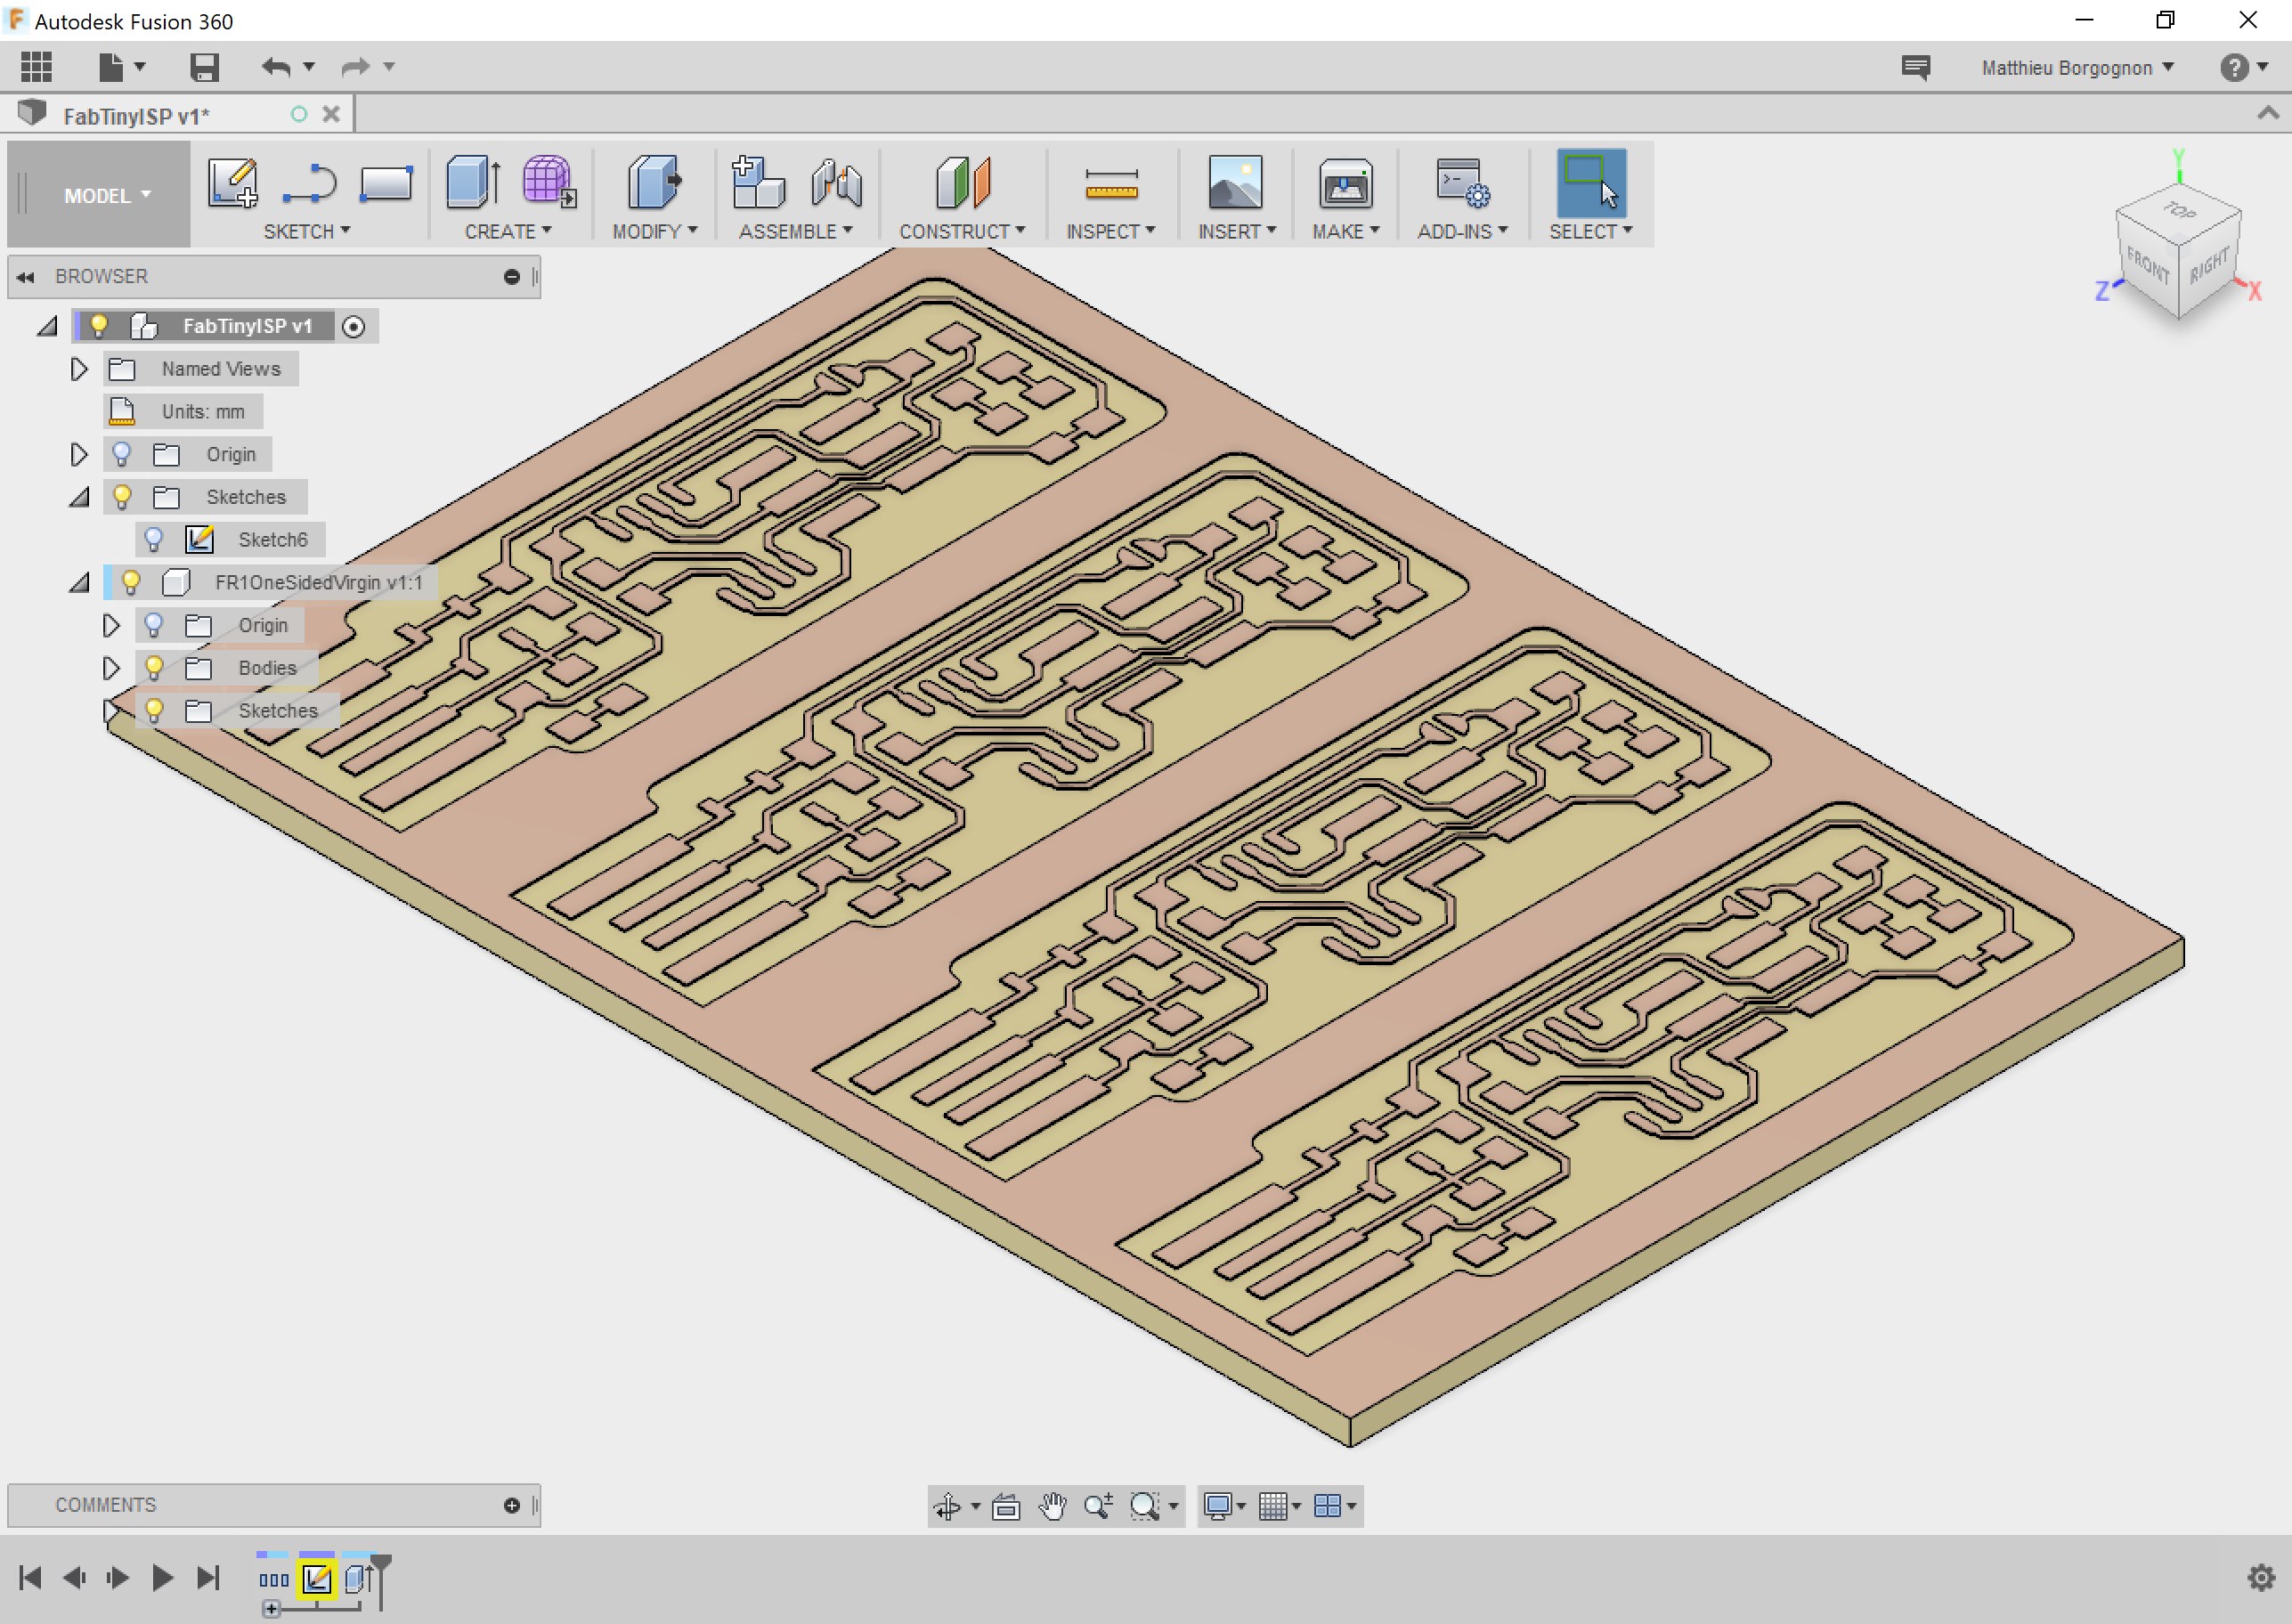 Autodesk Fusion 360
Matthieu Borgognon
FabTinyISP v1*
MODEL
SKETCH
CREATE
MODIFY
ASSEMBLE
CONSTRUCT
INSPECT
INSERT
MAKE
ADD-INS
SELECT
Y
TOP
FRONT
RIGHT
Z
X
BROWSER
FabTinyISP v1
Named Views
Units: mm
Origin
Sketches
Sketch6
FR1OneSidedVirgin v1:1
Origin
Bodies
Sketches
COMMENTS